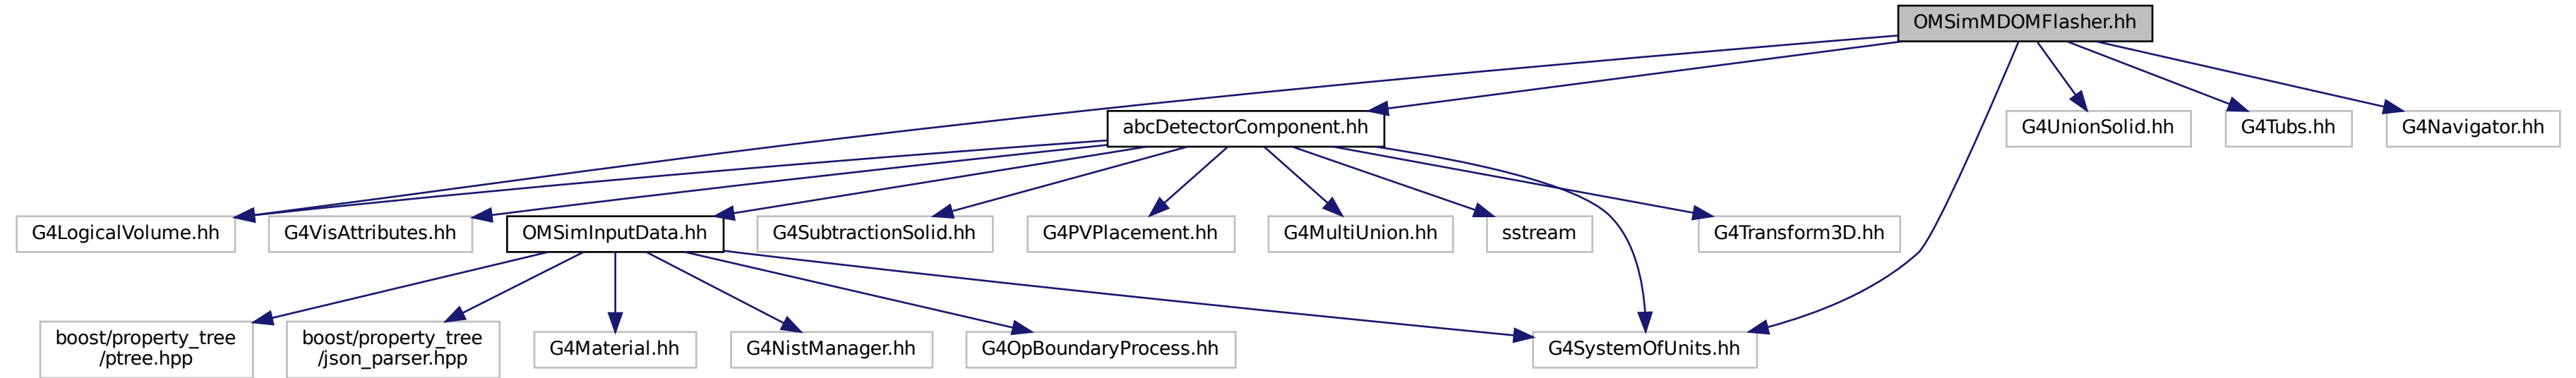 OMSimMDOMFlasher.hh
abcDetectorComponent.hh
G4UnionSolid.hh
G4Tubs.hh
G4Navigator.hh
G4LogicalVolume.hh
G4VisAttributes.hh
OMSimInputData.hh
G4SubtractionSolid.hh
G4PVPlacement.hh
G4MultiUnion.hh
sstream
G4Transform3D.hh
boost/property_tree
/ptree.hpp
boost/property_tree
/json_parser.hpp
G4Material.hh
G4NistManager.hh
G4OpBoundaryProcess.hh
G4SystemOfUnits.hh